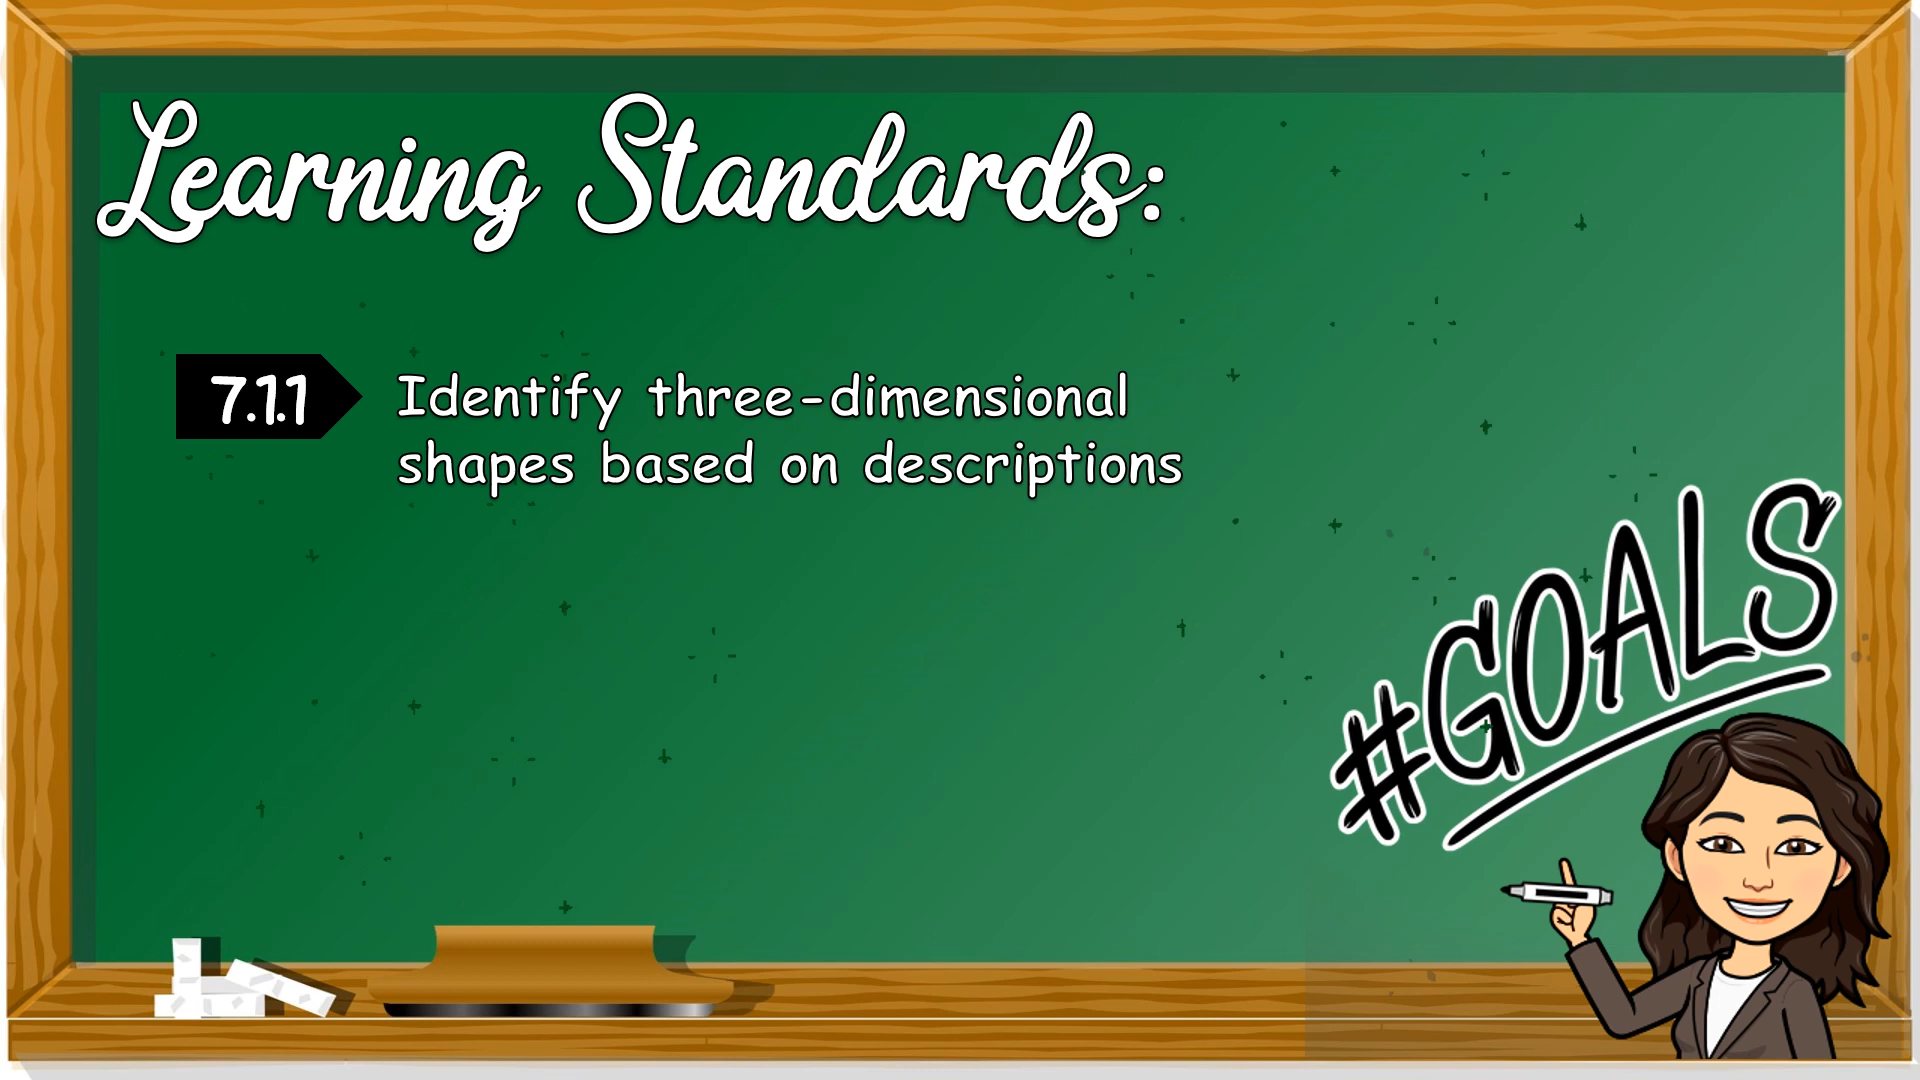 Learning Standards:
7.1.1
Identify three-dimensional
shapes based on descriptions
#GOALS